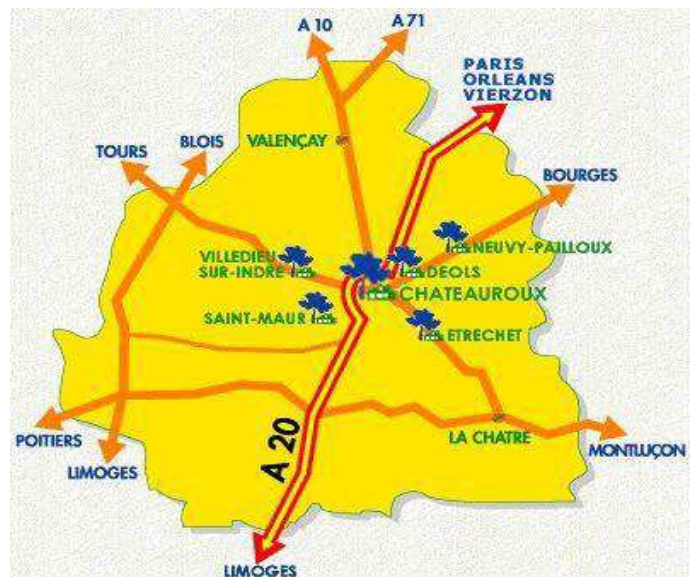 A 10
A 71
PARIS
ORLEANS
VIERZON
BLOIS
TOURS
VALENÇAY
BOURGES
NEUVY-PAILLOUX
VILLEDIEU
SUR-INDRE
DEOLS
CHATEAUROUX
SAINT-MAUR
ETRECHET
A 20
POITIERS
LIMOGES
LA CHATRE
MONTLUÇON
LIMOGES